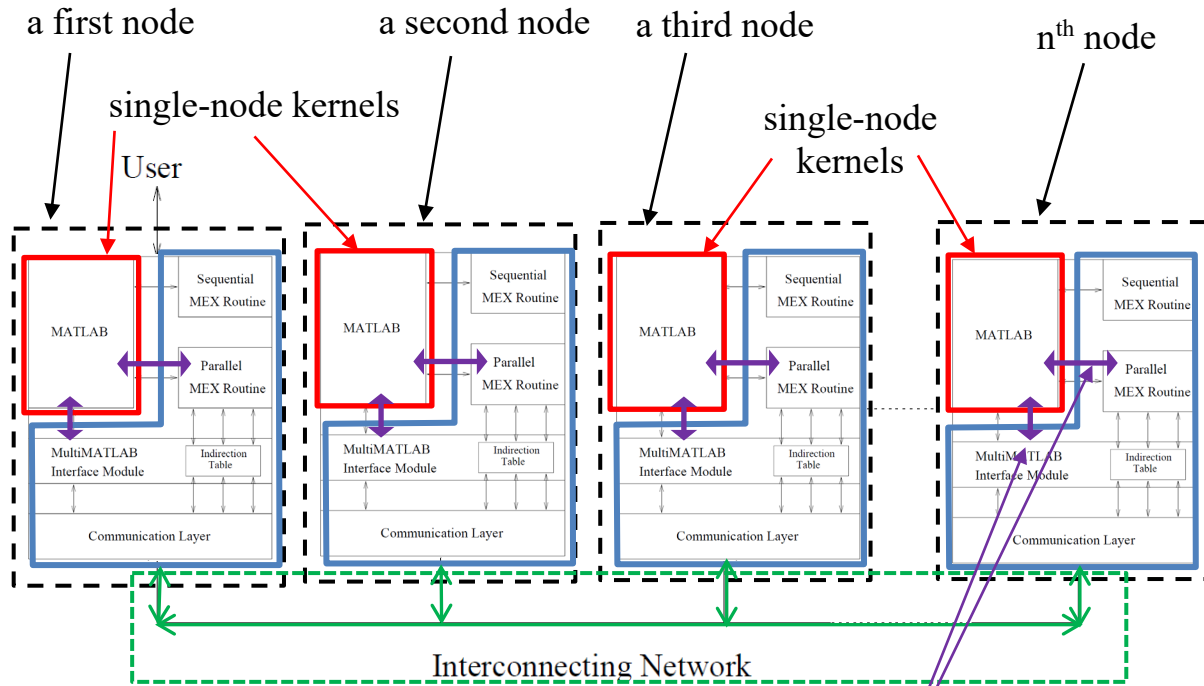 a first node
a second node
a third node
nth node
single-node kernels
single-node
kernels
User
Sequential
MEX Routine
MATLAB
Parallel
MEX Routine
MultiMATLAB
Interface Module
Indirection
Table
Communication Layer
Sequential
MEX Routine
MATLAB
Parallel
MEX Routine
MultiMATLAB
Interface Module
Indirection
Table
Communication Layer
Sequential
MEX Routine
MATLAB
Parallel
MEX Routine
MultiMATLAB
Interface Module
Indirection
Table
Communication Layer
Sequential
MEX Routine
MATLAB
Parallel
MEX Routine
MultiMATLAB
Interface Module
Indirection
Table
Communication Layer
Interconnecting Network